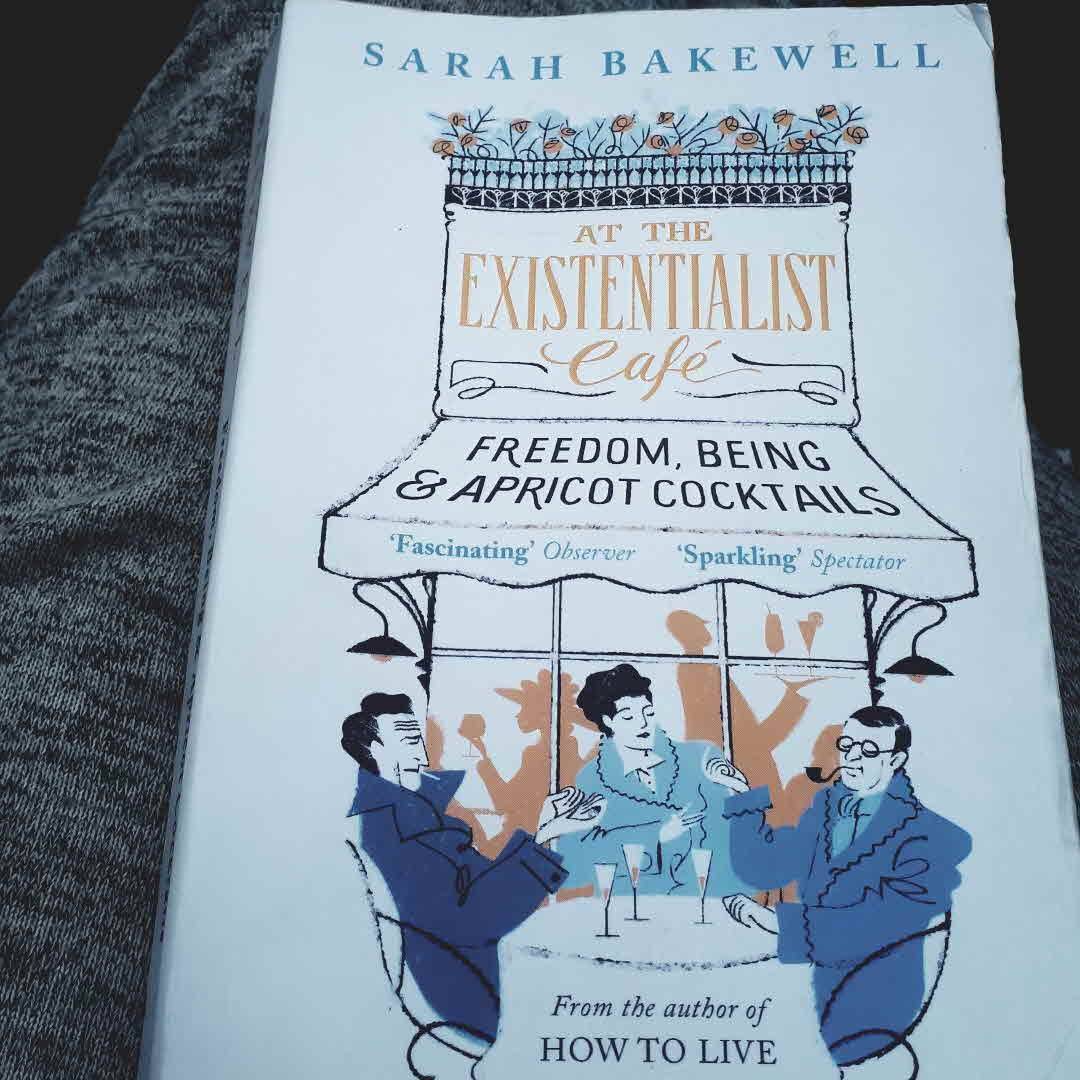 SARAH BAKEWELL
AT THE
EXISTENTIALIST
Café
FREEDOM, BEING
& APRICOT COCKTAILS
'Fascinating' Observer 'Sparkling' Spectator
From the author of
HOW TO LIVE